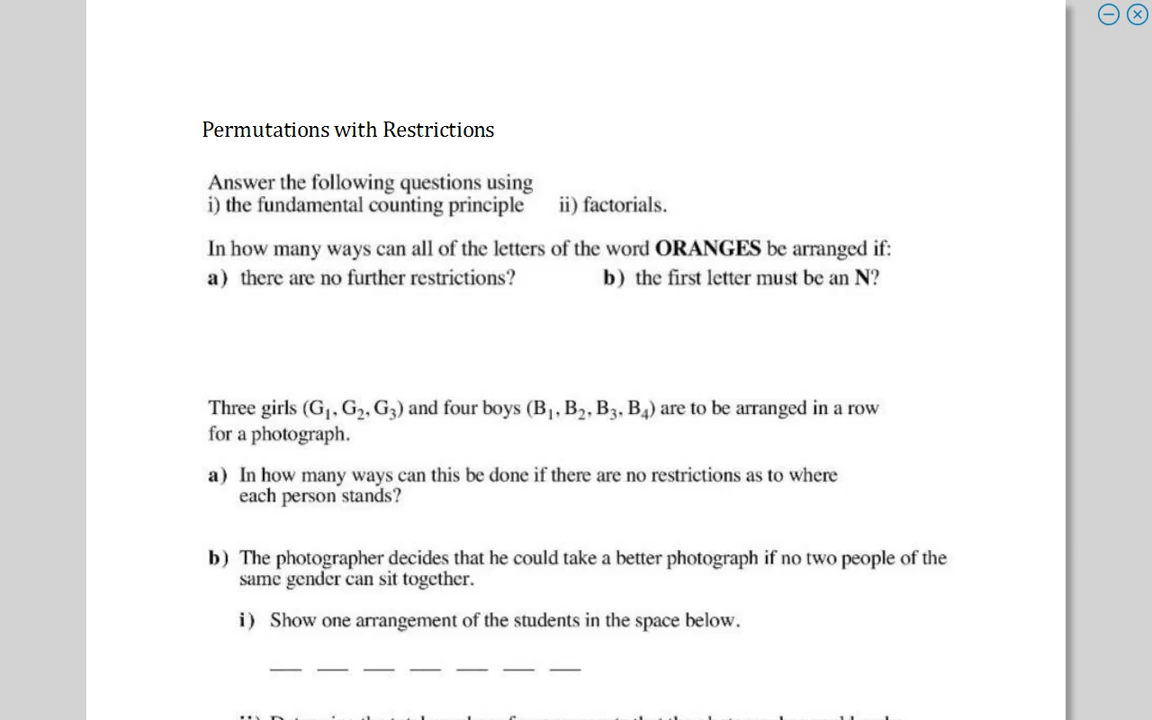 Permutations with Restrictions
Answer the following questions using
i) the fundamental counting principle ii) factorials.
In how many ways can all of the letters of the word ORANGES be arranged if:
a) there are no further restrictions? b) the first letter must be an N?
Three girls (G₁, G₂, G₃) and four boys (B₁, B₂, B₃, B₄) are to be arranged in a row
for a photograph.
a) In how many ways can this be done if there are no restrictions as to where
each person stands?
b) The photographer decides that he could take a better photograph if no two people of the
same gender can sit together.
i) Show one arrangement of the students in the space below.